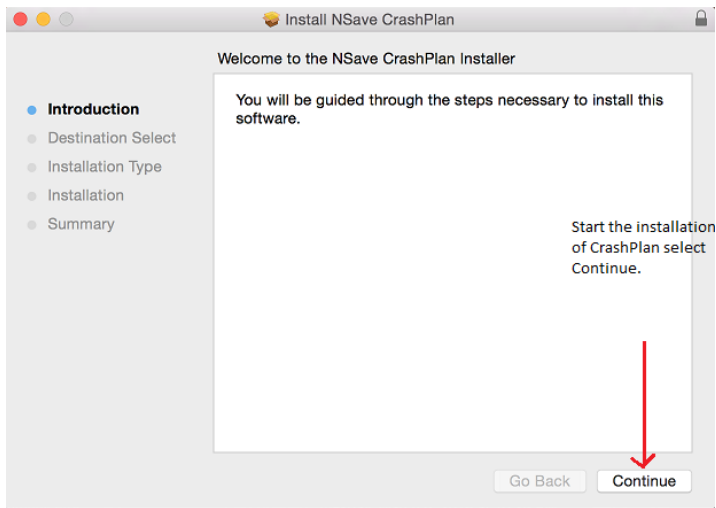 Install NSave CrashPlan
Welcome to the NSave CrashPlan Installer
Introduction
Destination Select
Installation Type
Installation
Summary
You will be guided through the steps necessary to install this
software.
Start the installation
of CrashPlan select
Continue.
Go Back
Continue